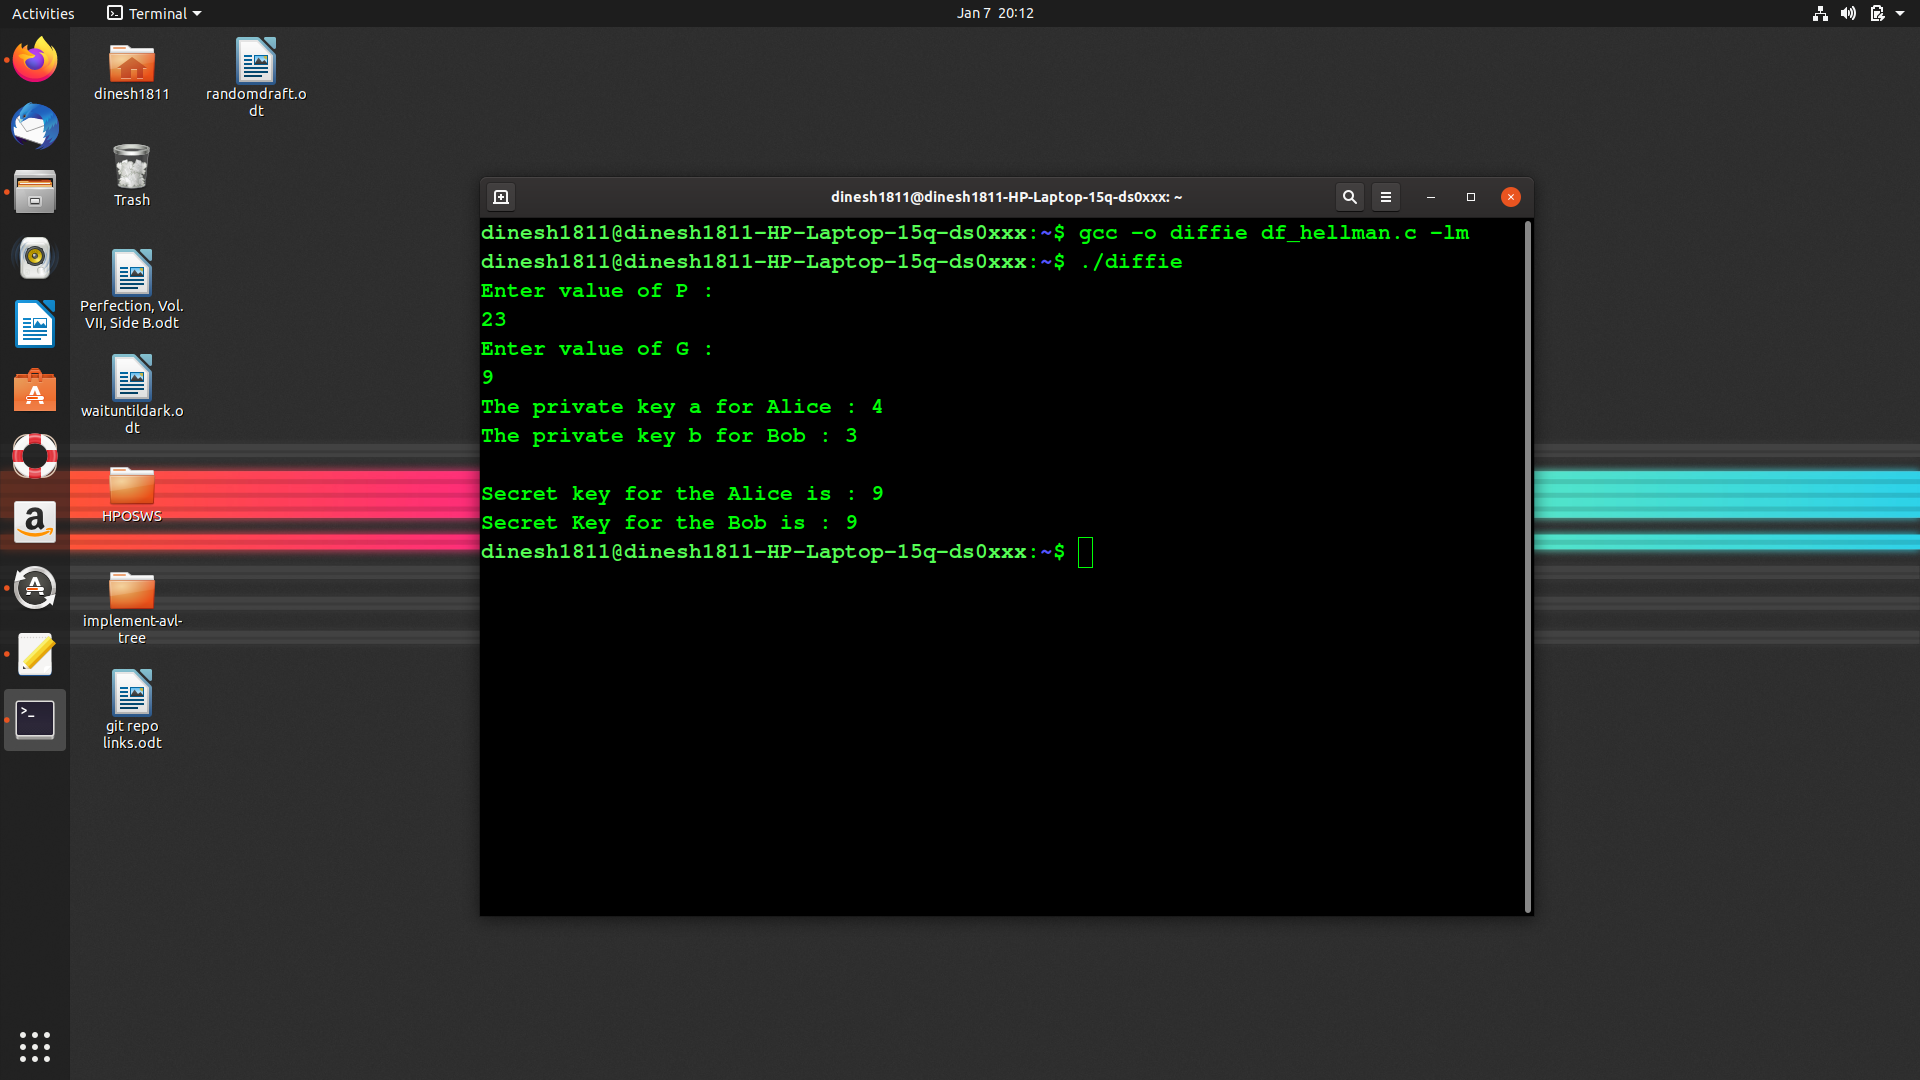 Activities
Terminal
Jan 7 20:12
dinesh1811
randomdraft.o
dt
Trash
Perfection, Vol.
VII, Side B.odt
waituntildark.o
dt
HPOSWS
implement-avl-
tree
git repo
links.odt
dinesh1811@dinesh1811-HP-Laptop-15q-ds0xxx: ~
dinesh1811@dinesh1811-HP-Laptop-15q-ds0xxx:~$ gcc -o diffie df_hellman.c -lm
dinesh1811@dinesh1811-HP-Laptop-15q-ds0xxx:~$ ./diffie
Enter value of P :
23
Enter value of G :
9
The private key a for Alice : 4
The private key b for Bob : 3
Secret key for the Alice is : 9
Secret Key for the Bob is : 9
dinesh1811@dinesh1811-HP-Laptop-15q-ds0xxx:~$